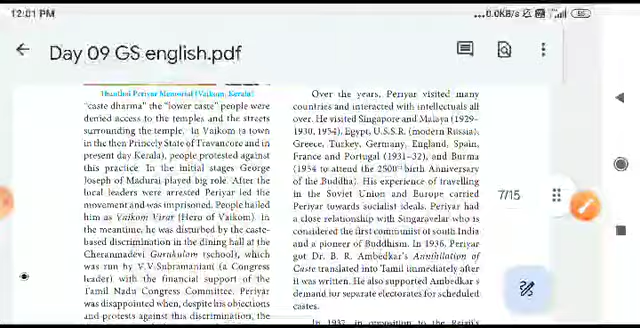 12:01 PM
...0.0KB/s
Day 09 GS english.pdf
Thanthai Periyar Memorial (Vaikom, Kerala)
"caste dharma" the "lower caste" people were
denied access to the temples and the streets
surrounding the temple. In Vaikom (a town
in the then Princely State of Travancore and in
present day Kerala), people protested against
this practice. In the initial stages George
Joseph of Madurai played big role. After the
local leaders were arrested Periyar led the
movement and was imprisoned. People hailed
him as Vaikom Virar (Hero of Vaikom). In
the meantime, he was disturbed by the caste-
based discrimination in the dining hall at the
Cheranmadevi Gurukulam (school), which
was run by V.V.Subramaniam (a Congress
leader) with the financial support of the
Tamil Nadu Congress Committee. Periyar
was disappointed when, despite his objections
and protests against this discrimination, the
Over the years, Periyar visited many
countries and interacted with intellectuals all
over. He visited Singapore and Malaya (1929–
1930, 1954), Egypt, U.S.S.R. (modern Russia),
Greece, Turkey, Germany, England, Spain,
France and Portugal (1931–32), and Burma
(1954 to attend the 2500th birth Anniversary
of the Buddha). His experience of travelling
in the Soviet Union and Europe carried
Periyar towards socialist ideals. Periyar had
a close relationship with Singaravelar who is
considered the first communist of south India
and a pioneer of Buddhism. In 1936, Periyar
got Dr. B. R. Ambedkar's Annihilation of
Caste translated into Tamil immediately after
it was written. He also supported Ambedkar's
demand for separate electorates for scheduled
castes.
In 1937, in opposition to the Rajaji's
7/15